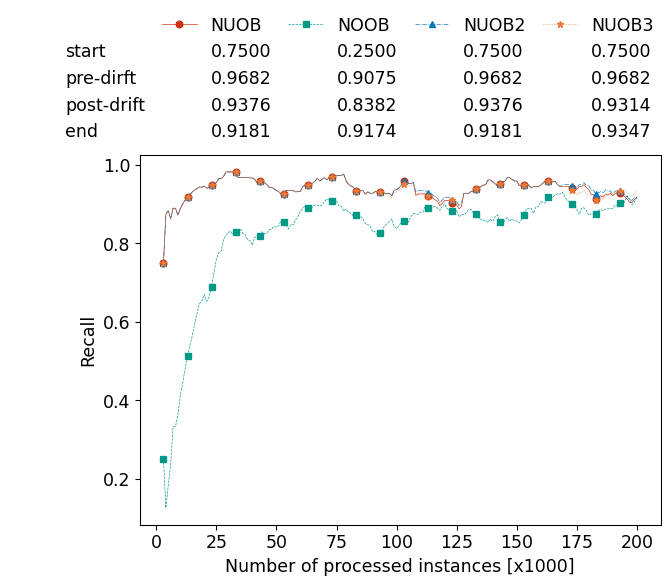 NUOB NOOB NUOB2 NUOB3
start 0.7500 0.2500 0.7500 0.7500
pre-dirft 0.9682 0.9075 0.9682 0.9682
post-drift 0.9376 0.8382 0.9376 0.9314
end 0.9181 0.9174 0.9181 0.9347
1.0
0.8
0.6
0.4
0.2
Recall
0 25 50 75 100 125 150 175 200
Number of processed instances [x1000]